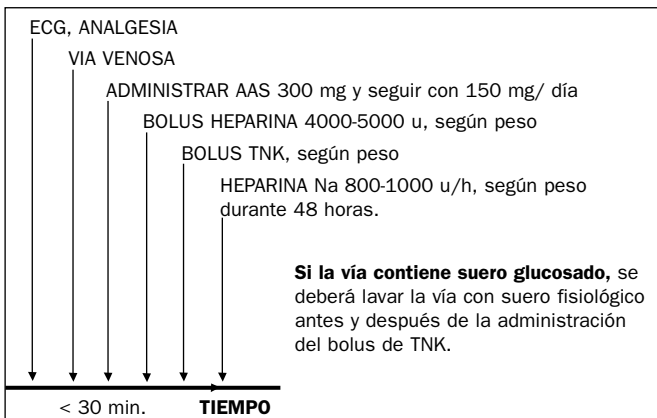 ECG, ANALGESIA
VIA VENOSA
ADMINISTRAR AAS 300 mg y seguir con 150 mg/ día
BOLUS HEPARINA 4000-5000 u, según peso
BOLUS TNK, según peso
HEPARINA Na 800-1000 u/h, según peso
durante 48 horas.
Si la vía contiene suero glucosado, se
deberá lavar la vía con suero fisiológico
antes y después de la administración
del bolus de TNK.
< 30 min. TIEMPO